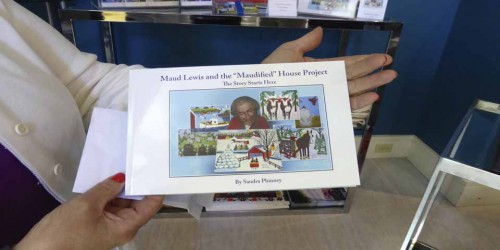 Maud Lewis and the "Maudified" House Project
The Story Starts Here
By Sandra Phinney